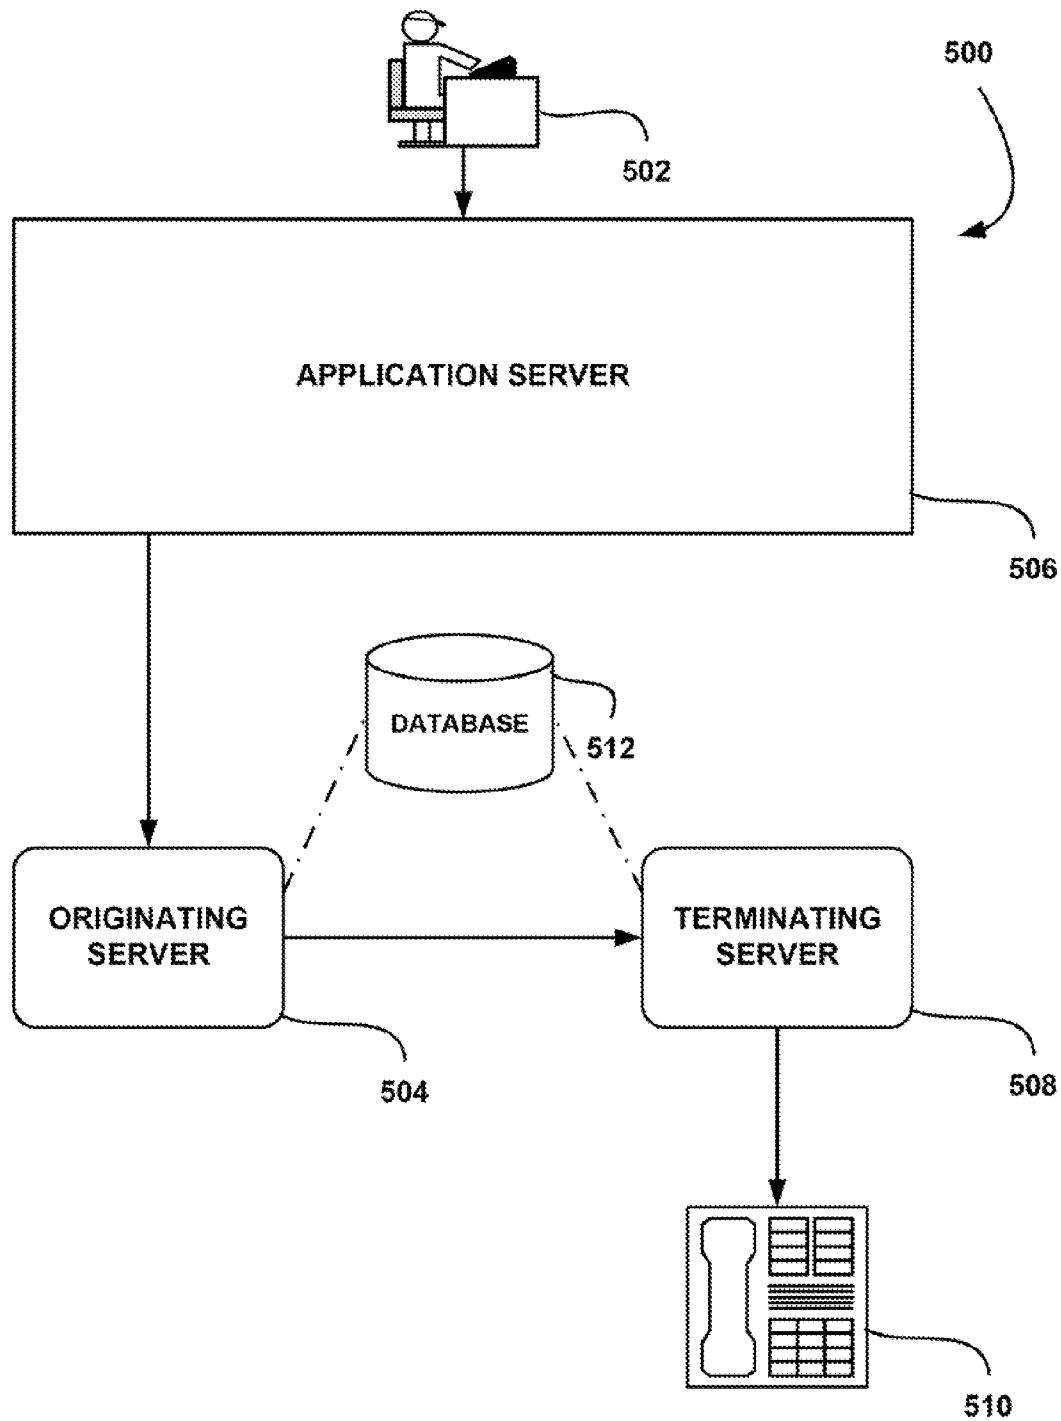 500
502
APPLICATION SERVER
506
DATABASE
512
ORIGINATING
SERVER
TERMINATING
SERVER
504
508
510